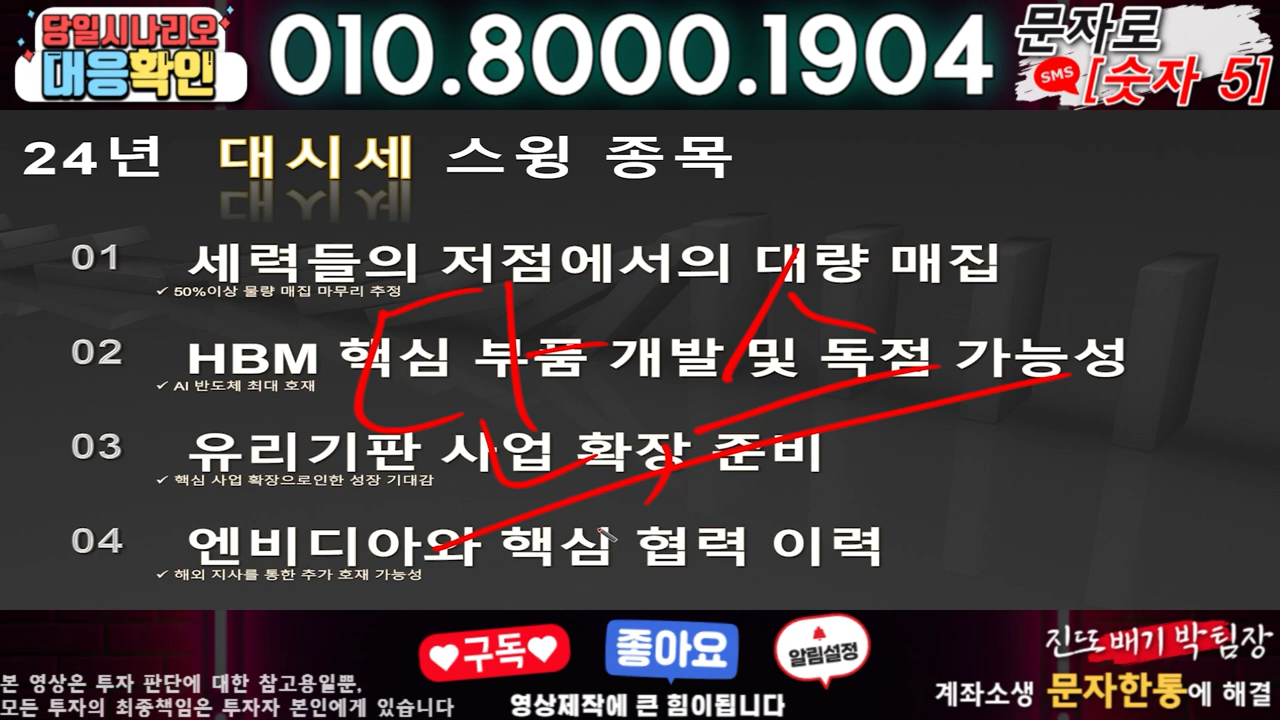 당일시나리오
대응확인
010.8000.1904
문자로
SMS [숫자 5]
24년 대시세 스윙 종목
01 세력들의 저점에서의 대량 매집
✓ 50%이상 물량 매집 마무리 추정
02 HBM 핵심 부품 개발 및 독점 가능성
✓ AI 반도체 최대 호재
03 유리기판 사업 확장 준비
✓ 핵심 사업 확장으로인한 성장 기대감
04 엔비디아와 핵심 협력 이력
✓ 해외 지사를 통한 추가 호재 가능성
단스
구독
좋아요
알림설정
진또배기 박팀장
본 영상은 투자 판단에 대한 참고용일뿐,
모든 투자의 최종책임은 투자자 본인에게 있습니다
영상제작에 큰 힘이됩니다
계좌소생 문자한통에 해결